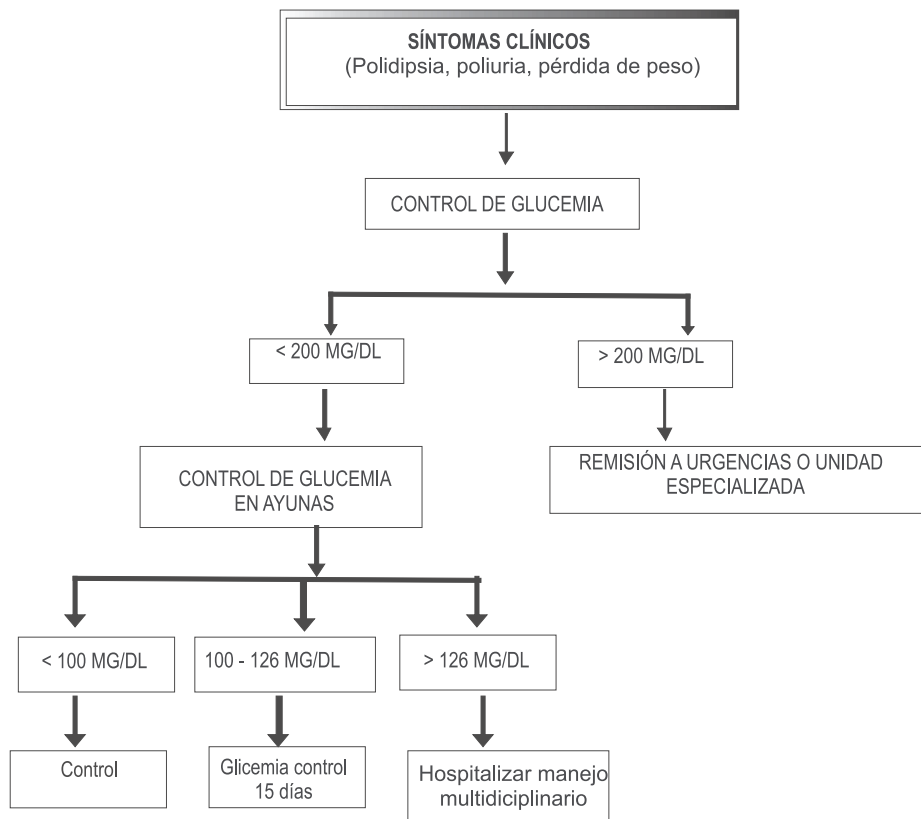 SÍNTOMAS CLÍNICOS
(Polidipsia, poliuria, pérdida de peso)
CONTROL DE GLUCEMIA
< 200 MG/DL
> 200 MG/DL
CONTROL DE GLUCEMIA
EN AYUNAS
REMISIÓN A URGENCIAS O UNIDAD
ESPECIALIZADA
< 100 MG/DL
100 - 126 MG/DL
> 126 MG/DL
Control
Glicemia control
15 días
Hospitalizar manejo
multidiciplinario